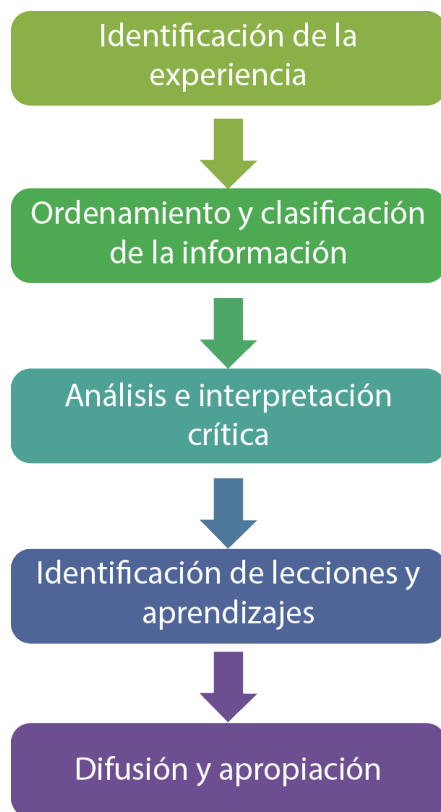 Identificación de la
experiencia
Ordenamiento y clasificación
de la información
Análisis e interpretación
crítica
Identificación de lecciones y
aprendizajes
Difusión y apropiación